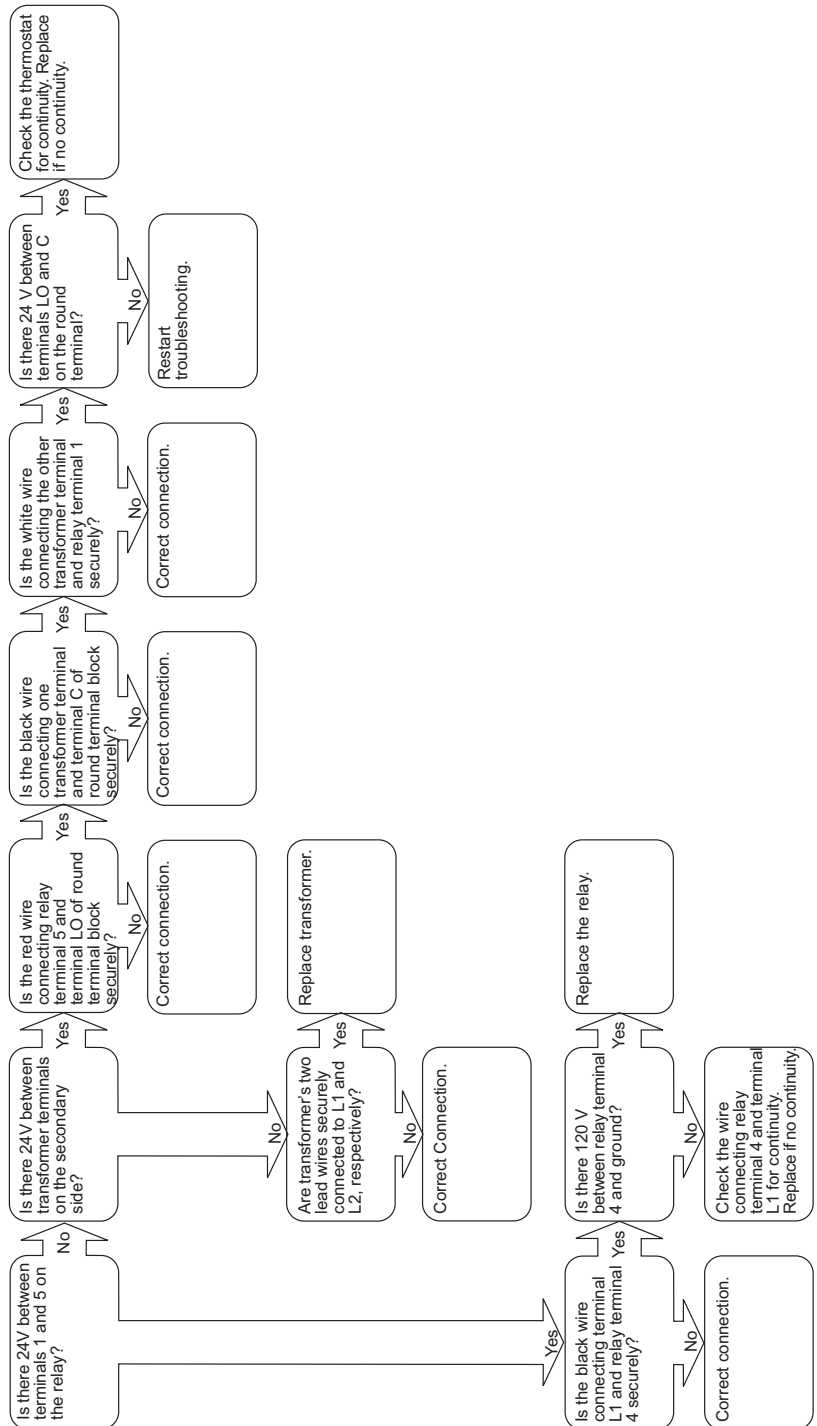 Is there 24V between
terminals 1 and 5 on
the relay?
No
Is there 24V between
transformer terminals
on the secondary
side?
Yes
Is the red wire
connecting relay
terminal 5 and
terminal LO of round
terminal block
securely?
Yes
Is the black wire
connecting one
transformer terminal
and terminal C of
round terminal block
securely?
Yes
Is the white wire
connecting the other
transformer terminal
and relay terminal 1
securely?
Yes
Is there 24 V between
terminals LO and C
on the round
terminal?
Yes
Check the thermostat
for continuity. Replace
if no continuity.
No
Correct connection.
No
Correct connection.
No
Correct connection.
No
Restart
troubleshooting.
No
Are transformer's two
lead wires securely
connected to L1 and
L2, respectively?
Yes
Replace transformer.
No
Correct Connection.
Yes
Is the black wire
connecting terminal
L1 and relay terminal
4 securely?
Yes
Is there 120 V
between relay terminal
4 and ground?
Yes
Replace the relay.
No
Correct connection.
No
Check the wire
connecting relay
terminal 4 and terminal
L1 for continuity.
Replace if no continuity.